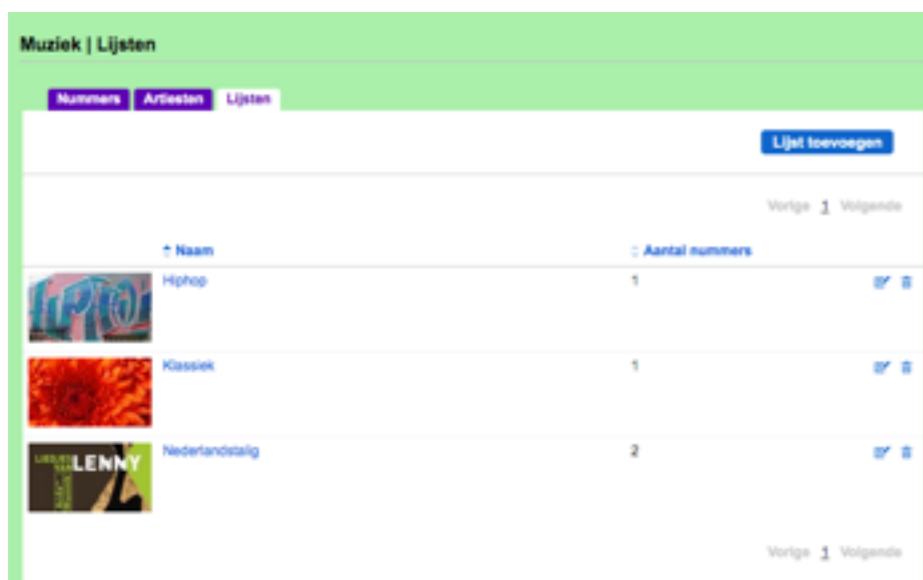 Muziek | Lijsten
Nummers Artiesten Lijsten
Lijst toevoegen
Vorige 1 Volgende
Naam Aantal nummers
Hiphop 1
Klassiek 1
LENNY
Nederlandstalig 2
Vorige 1 Volgende